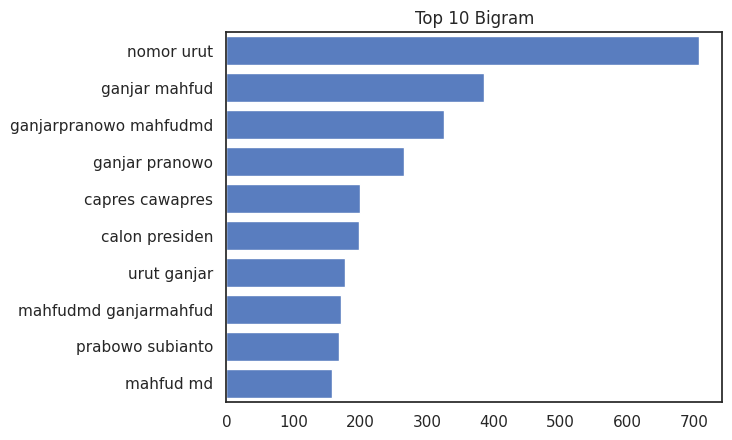 Top 10 Bigram
nomor urut
ganjar mahfud
ganjarpranowo mahfudmd
ganjar pranowo
capres cawapres
calon presiden
urut ganjar
mahfudmd ganjarmahfud
prabowo subianto
mahfud md
0 100 200 300 400 500 600 700